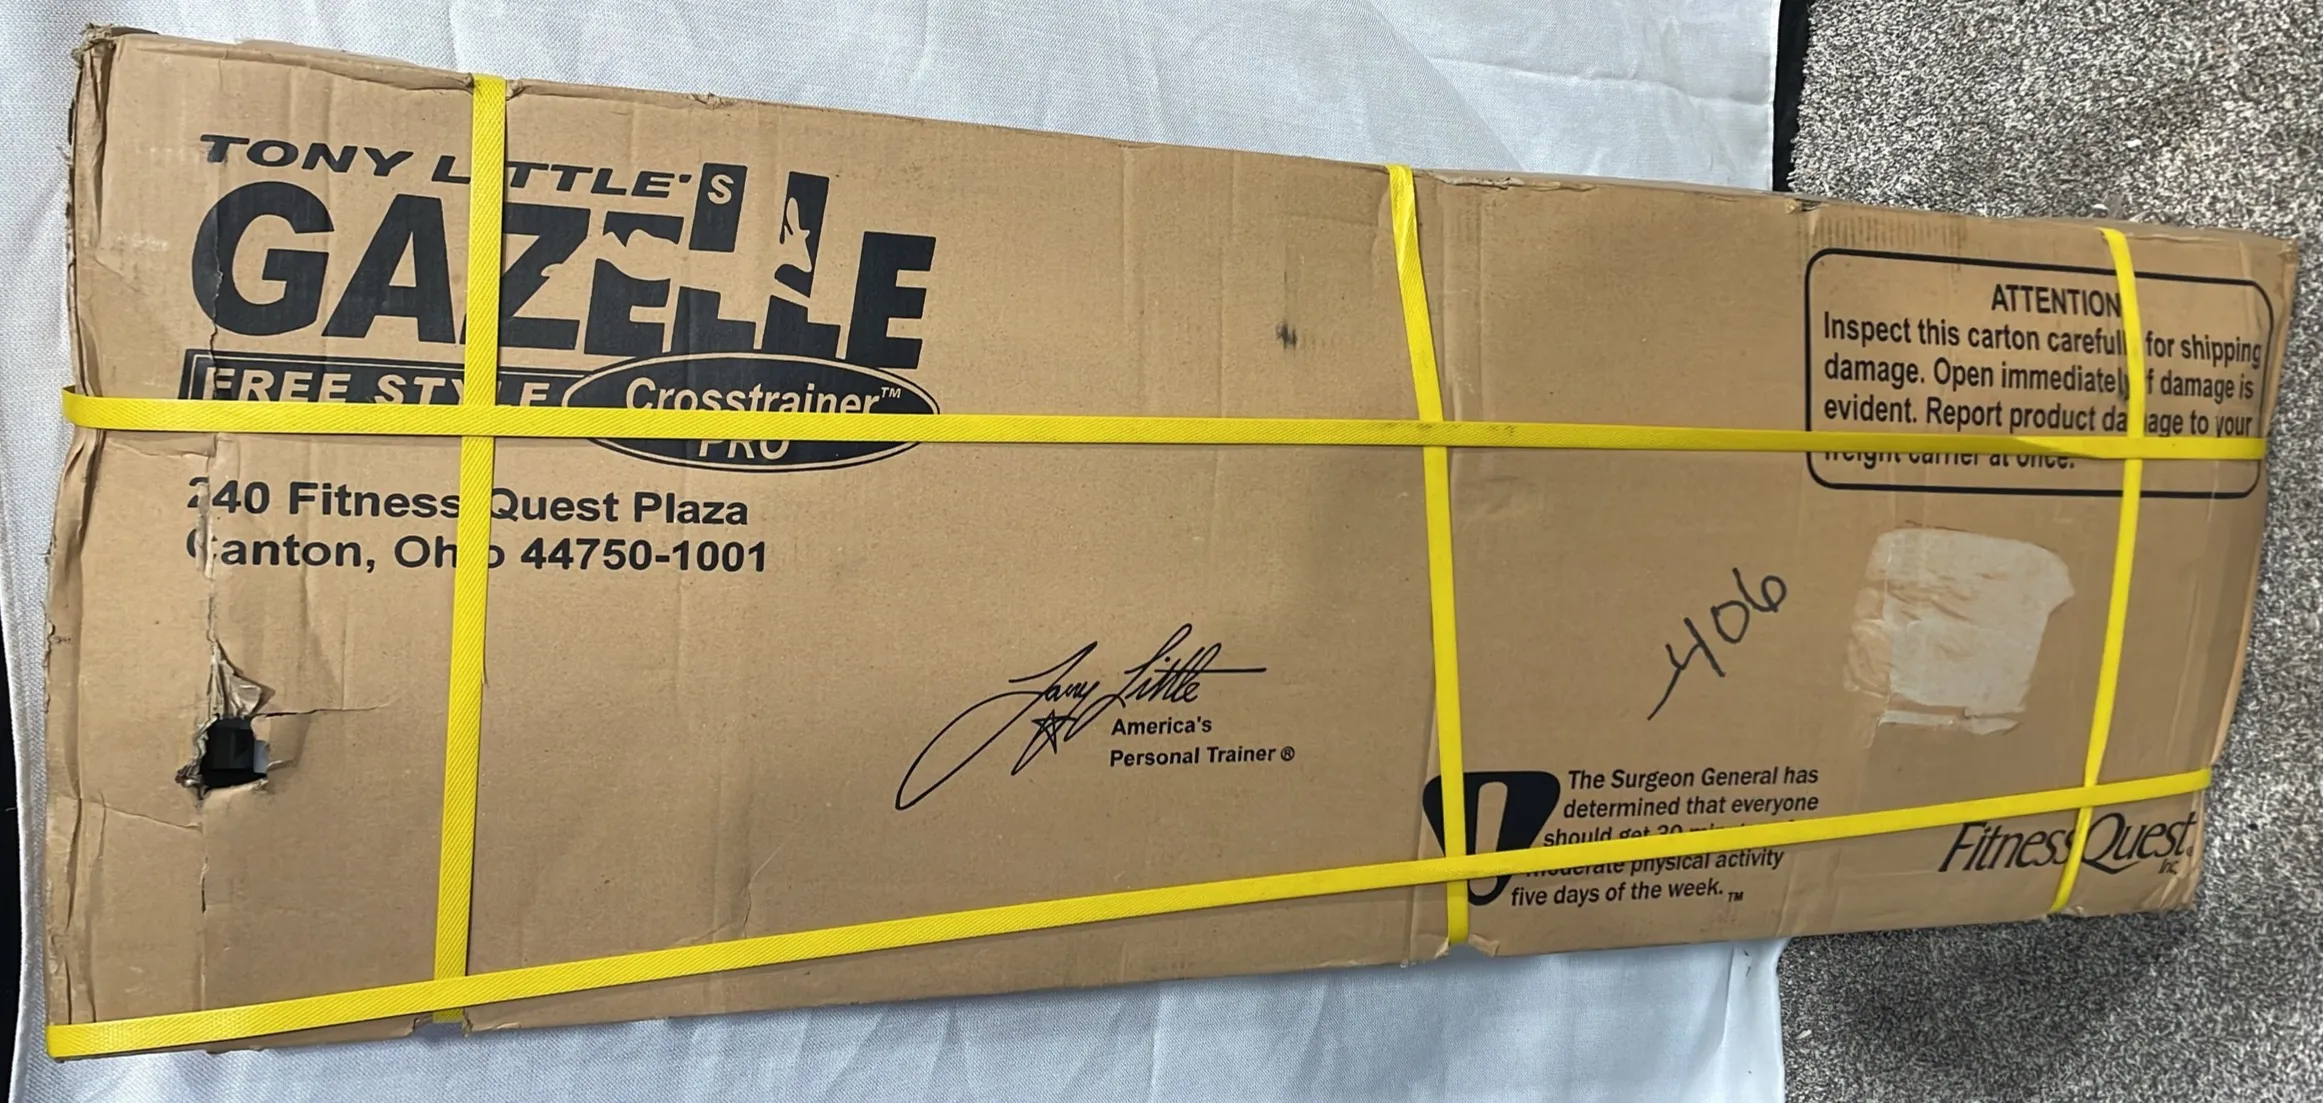 TONY LITTLE'S
GAZELLE
FREE STYLE
Crosstrainer™
PRO
240 Fitness Quest Plaza
Canton, Ohio 44750-1001
Tony Little
America's
Personal Trainer ®
ATTENTION
Inspect this carton carefully for shipping
damage. Open immediately if damage is
evident. Report product damage to your
freight carrier at once.
406
The Surgeon General has
determined that everyone
should get 30
moderate physical activity
five days of the week.™
FitnessQuest®
Inc.